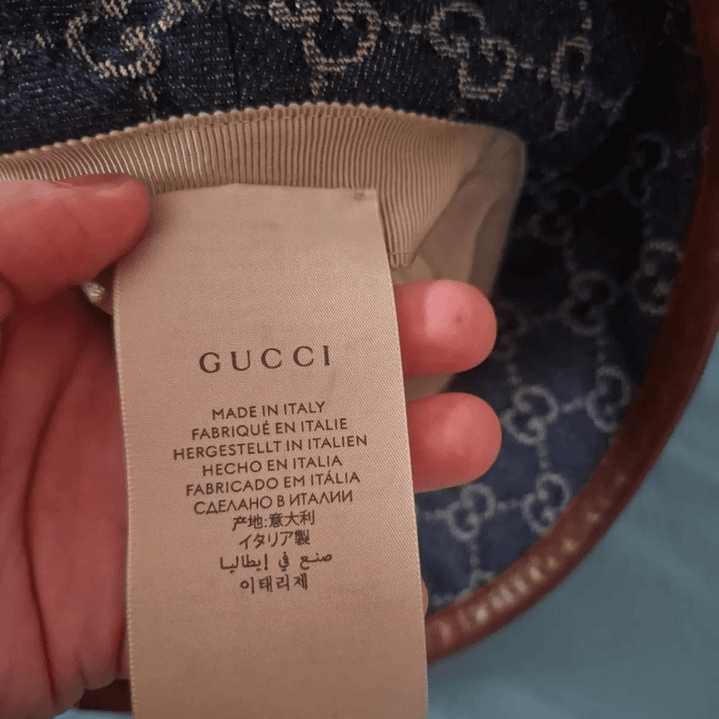 GUCCI
MADE IN ITALY
FABRIQUÉ EN ITALIE
HERGESTELLT IN ITALIEN
HECHO EN ITALIA
FABRICADO EM ITÁLIA
СДЕЛАНО В ИТАЛИИ
产地:意大利
イタリア製
صنع في إيطاليا
이태리제